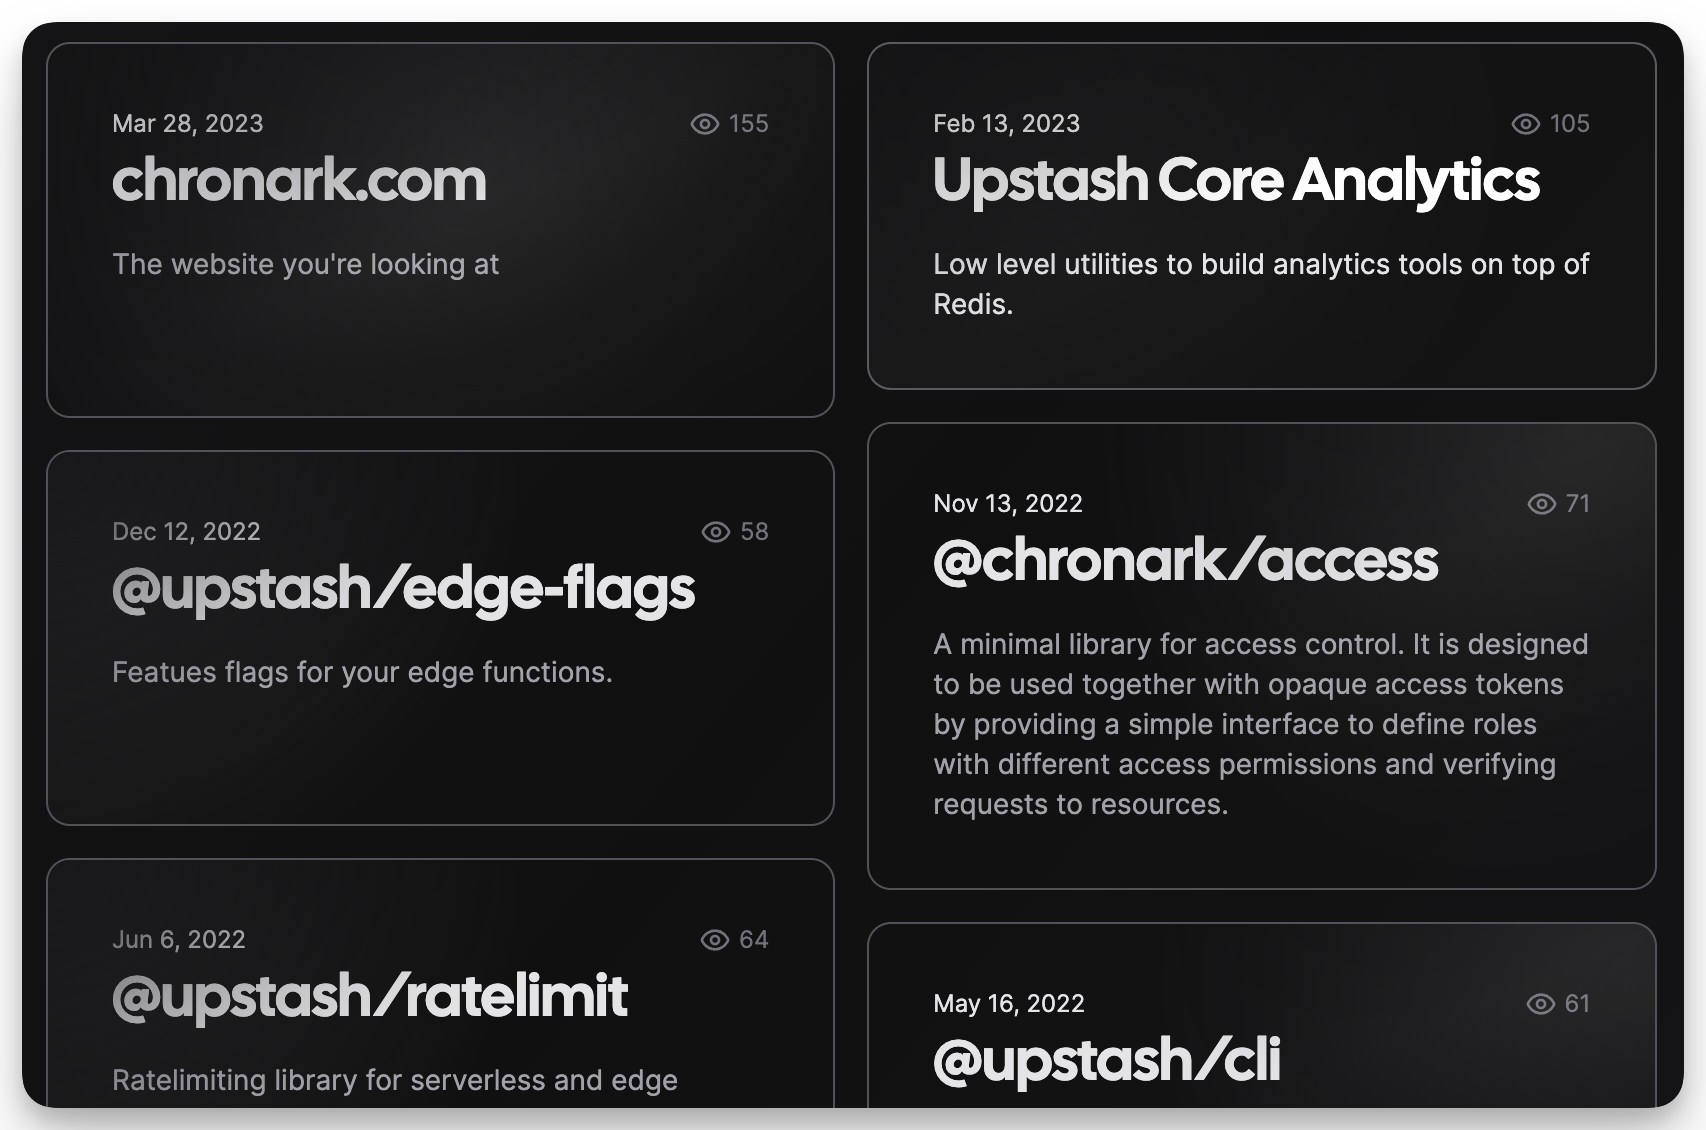 Mar 28, 2023
155
chronark.com
The website you're looking at
Dec 12, 2022
58
@upstash/edge-flags
Featues flags for your edge functions.
Jun 6, 2022
64
@upstash/ratelimit
Ratelimiting library for serverless and edge
Feb 13, 2023
105
Upstash Core Analytics
Low level utilities to build analytics tools on top of
Redis.
Nov 13, 2022
71
@chronark/access
A minimal library for access control. It is designed
to be used together with opaque access tokens
by providing a simple interface to define roles
with different access permissions and verifying
requests to resources.
May 16, 2022
61
@upstash/cli